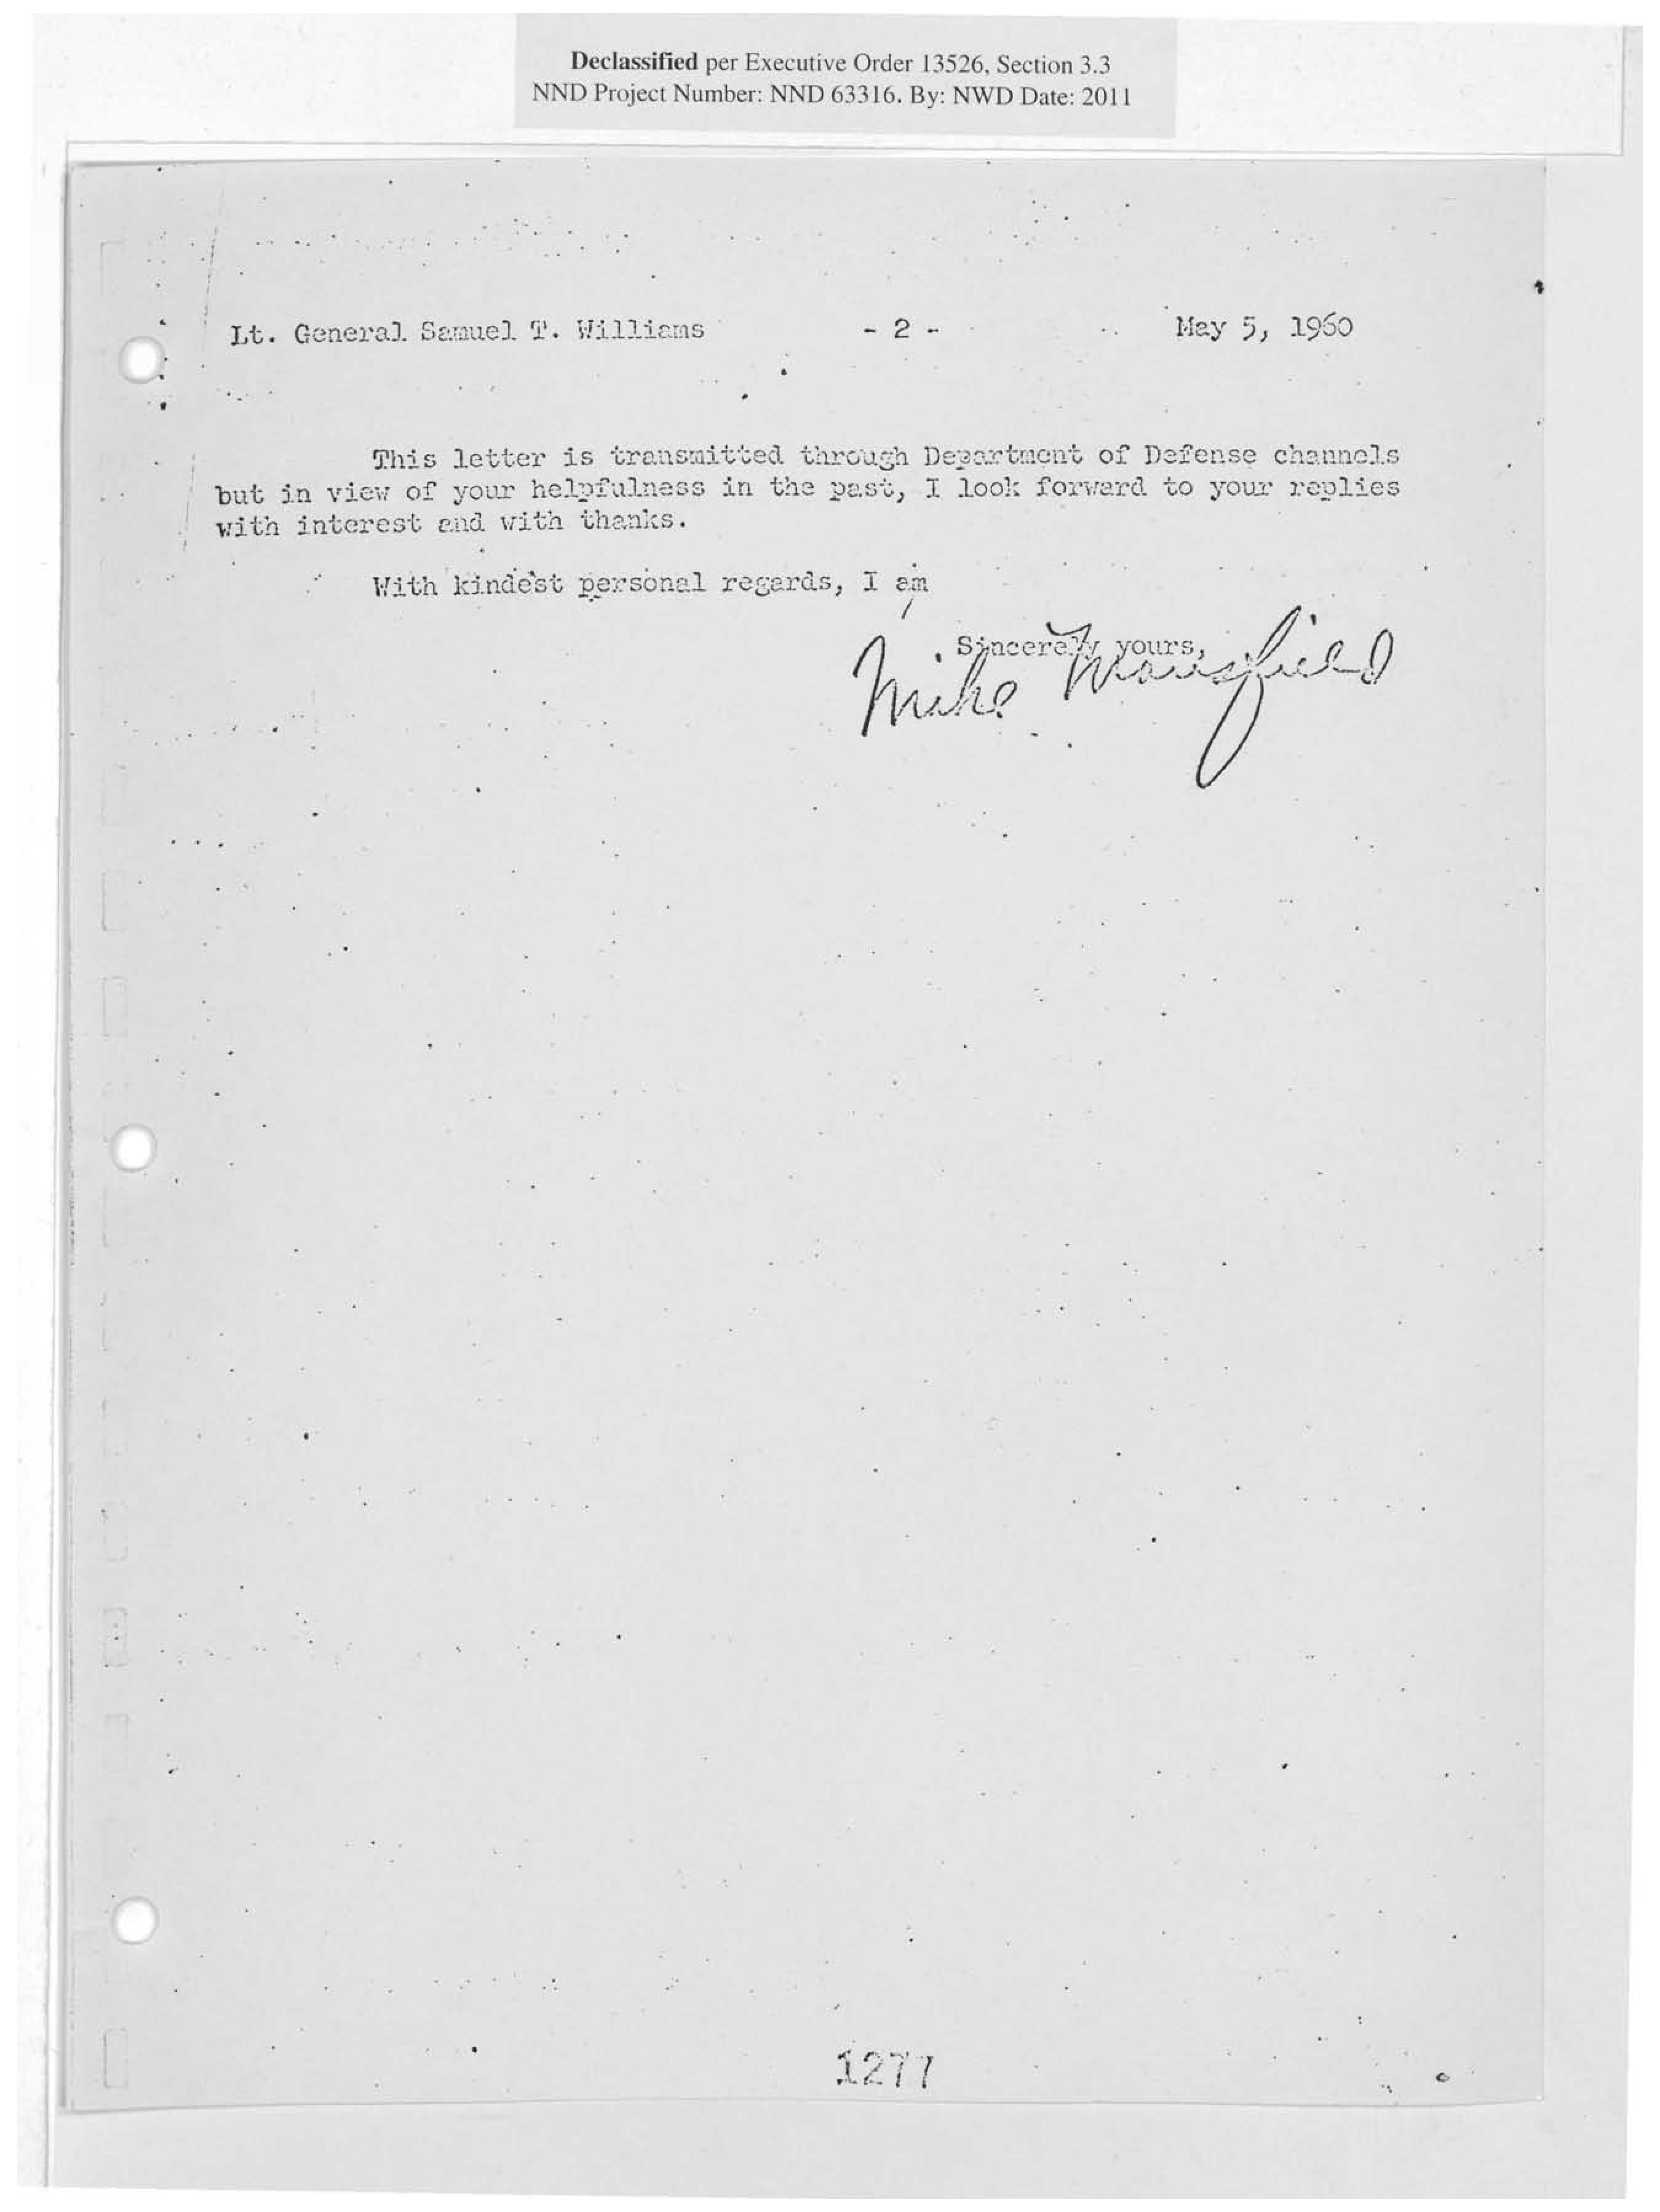 Declassified per Executive Order 13526, Section 3.3
NND Project Number: NND 63316. By: NWD Date: 2011
Lt. General Samuel T. Williams - 2 - May 5, 1960
This letter is transmitted through Department of Defense channels
but in view of your helpfulness in the past, I look forward to your replies
with interest and with thanks.
With kindest personal regards, I am
Sincerely yours,
Mike Mansfield
1277